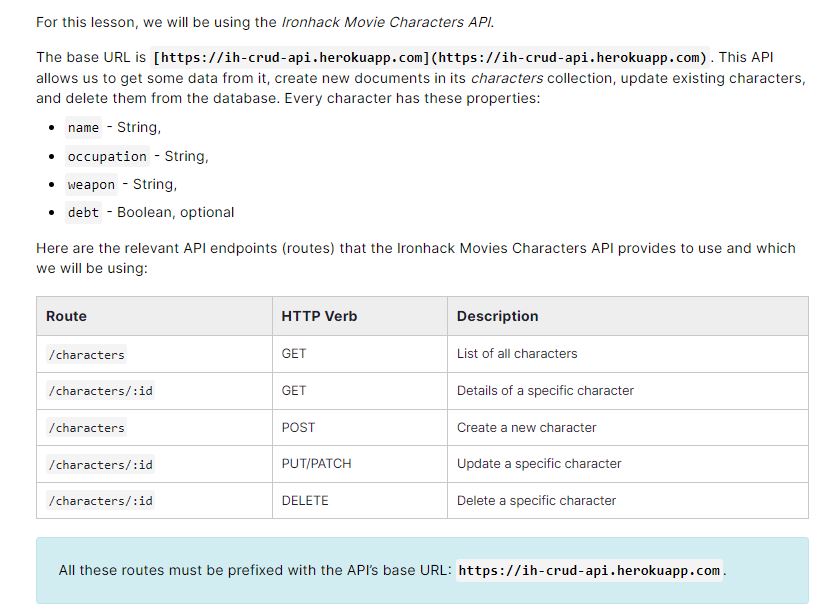 For this lesson, we will be using the Ironhack Movie Characters API.
The base URL is [https://ih-crud-api.herokuapp.com](https://ih-crud-api.herokuapp.com) . This API
allows us to get some data from it, create new documents in its characters collection, update existing characters,
and delete them from the database. Every character has these properties:
• name - String,
• occupation - String,
• weapon - String,
• debt - Boolean, optional
Here are the relevant API endpoints (routes) that the Ironhack Movies Characters API provides to use and which
we will be using:
Route HTTP Verb Description
/characters GET List of all characters
/characters/:id GET Details of a specific character
/characters POST Create a new character
/characters/:id PUT/PATCH Update a specific character
/characters/:id DELETE Delete a specific character
All these routes must be prefixed with the API's base URL: https://ih-crud-api.herokuapp.com.